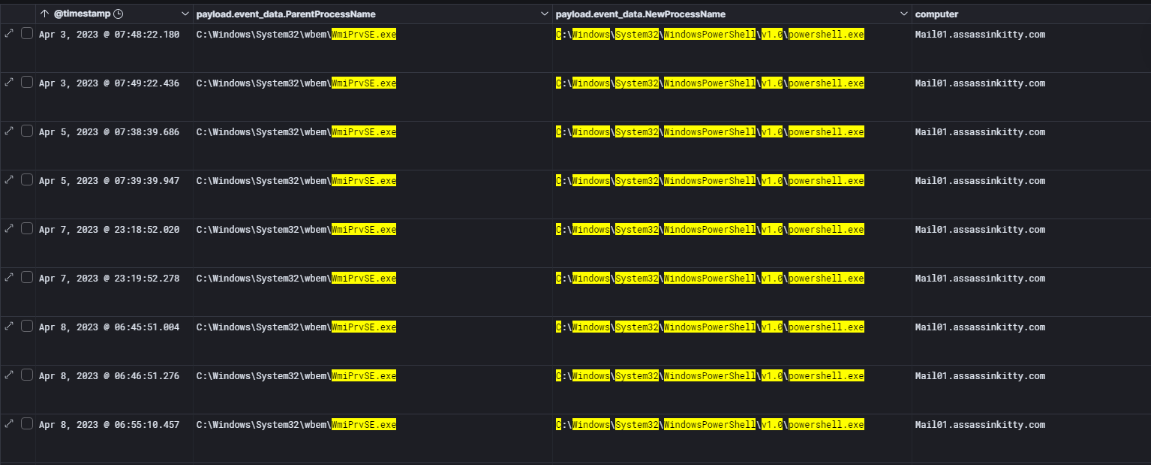 @timestamp payload.event_data.ParentProcessName payload.event_data.NewProcessName computer
Apr 3, 2023 @ 07:48:22.180 C:\Windows\System32\wbem\WmiPrvSE.exe C:\Windows\System32\WindowsPowerShell\v1.0\powershell.exe Mail01.assassinkitty.com
Apr 3, 2023 @ 07:49:22.436 C:\Windows\System32\wbem\WmiPrvSE.exe C:\Windows\System32\WindowsPowerShell\v1.0\powershell.exe Mail01.assassinkitty.com
Apr 5, 2023 @ 07:38:39.686 C:\Windows\System32\wbem\WmiPrvSE.exe C:\Windows\System32\WindowsPowerShell\v1.0\powershell.exe Mail01.assassinkitty.com
Apr 5, 2023 @ 07:39:39.947 C:\Windows\System32\wbem\WmiPrvSE.exe C:\Windows\System32\WindowsPowerShell\v1.0\powershell.exe Mail01.assassinkitty.com
Apr 7, 2023 @ 23:18:52.020 C:\Windows\System32\wbem\WmiPrvSE.exe C:\Windows\System32\WindowsPowerShell\v1.0\powershell.exe Mail01.assassinkitty.com
Apr 7, 2023 @ 23:19:52.278 C:\Windows\System32\wbem\WmiPrvSE.exe C:\Windows\System32\WindowsPowerShell\v1.0\powershell.exe Mail01.assassinkitty.com
Apr 8, 2023 @ 06:45:51.004 C:\Windows\System32\wbem\WmiPrvSE.exe C:\Windows\System32\WindowsPowerShell\v1.0\powershell.exe Mail01.assassinkitty.com
Apr 8, 2023 @ 06:46:51.276 C:\Windows\System32\wbem\WmiPrvSE.exe C:\Windows\System32\WindowsPowerShell\v1.0\powershell.exe Mail01.assassinkitty.com
Apr 8, 2023 @ 06:55:10.457 C:\Windows\System32\wbem\WmiPrvSE.exe C:\Windows\System32\WindowsPowerShell\v1.0\powershell.exe Mail01.assassinkitty.com